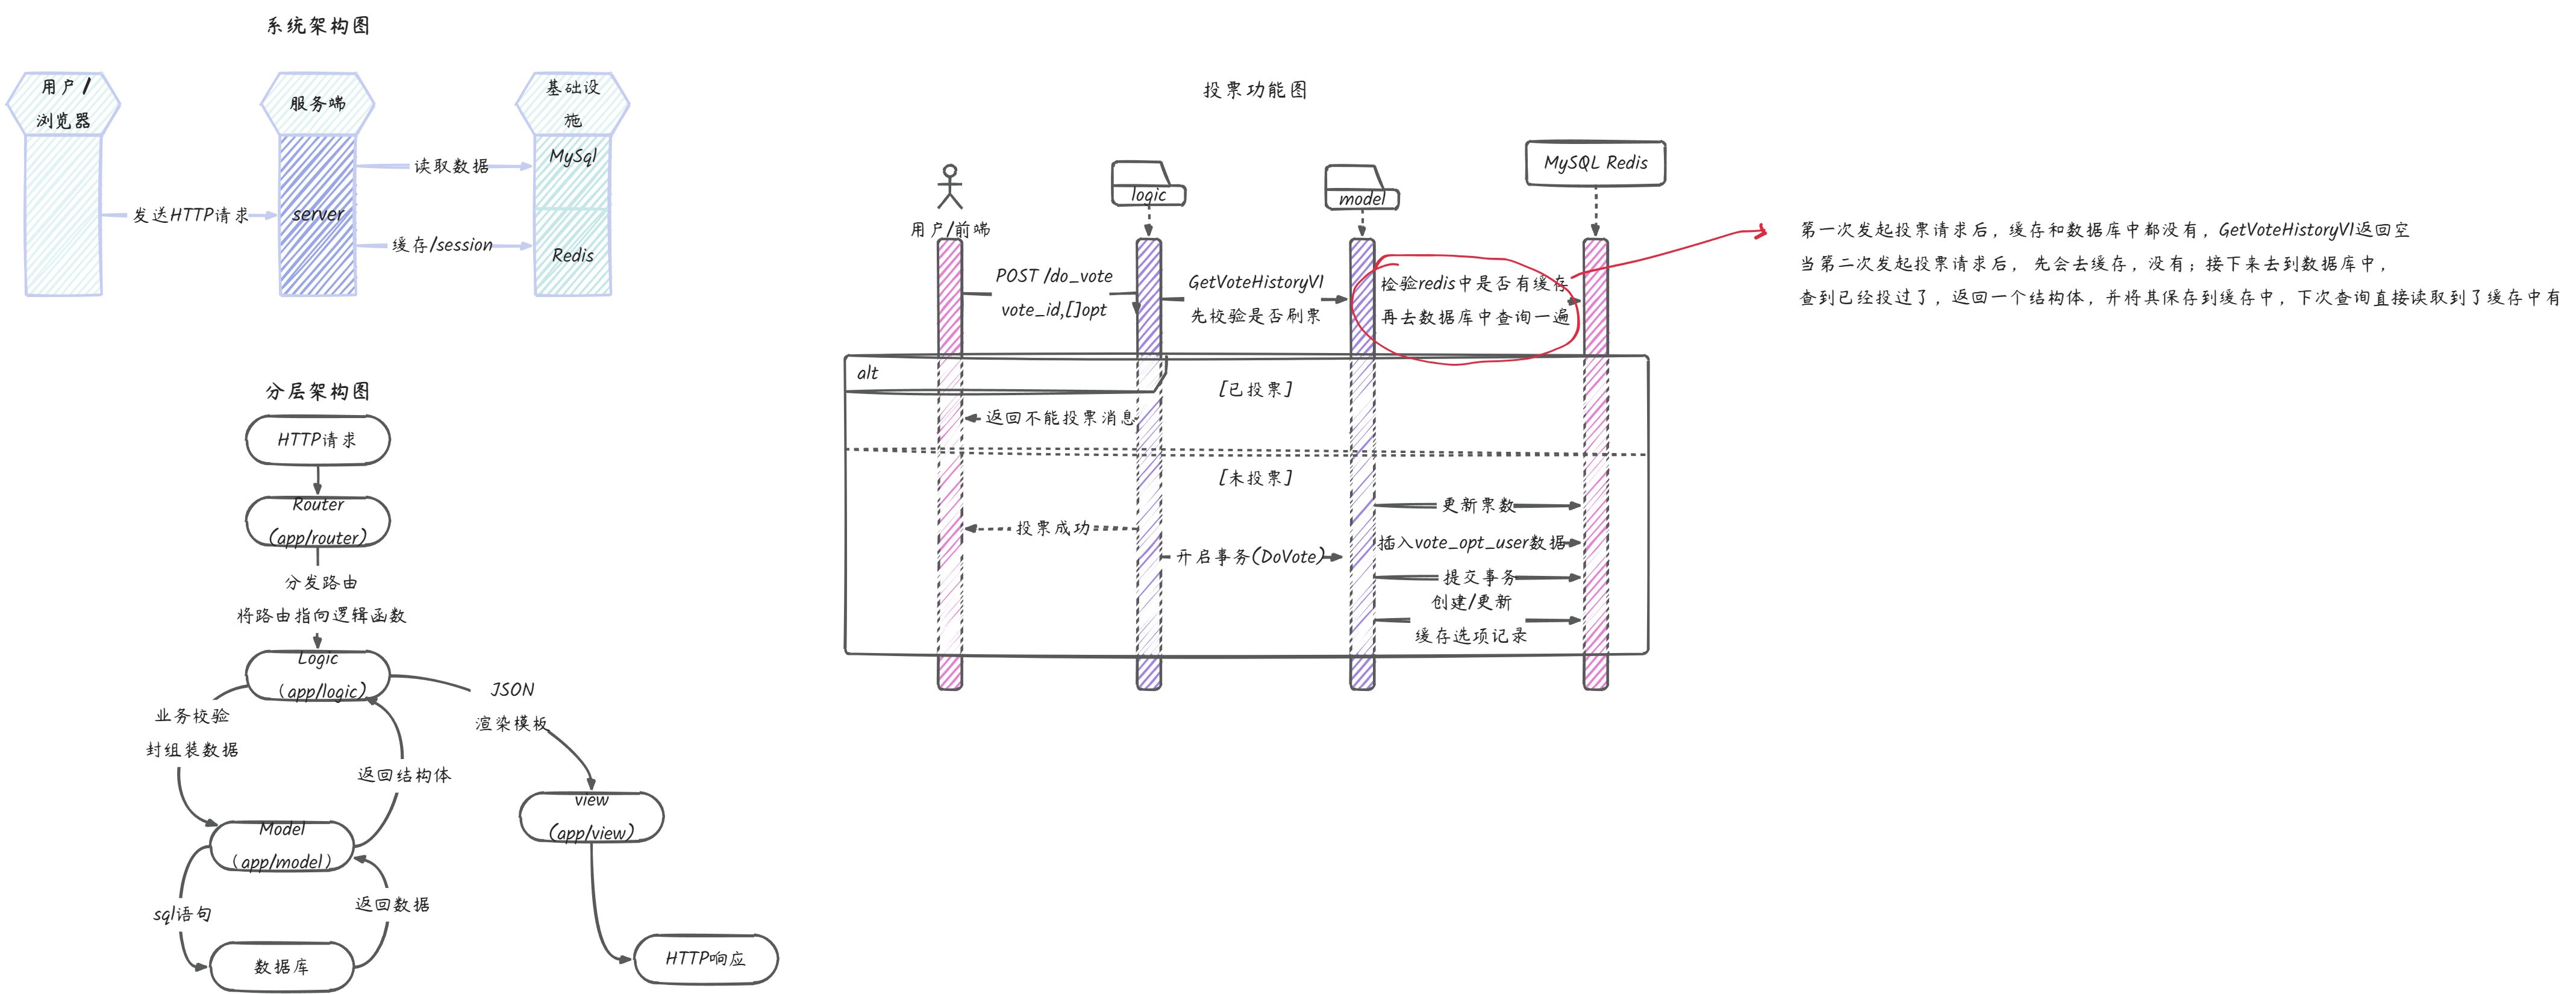 系统架构图
用户/
浏览器
服务端
基础设
施
MySql
读取数据
发送HTTP请求
server
缓存/session
Redis
分层架构图
HTTP请求
Router
(app/router)
分发路由
将路由指向逻辑函数
Logic
(app/logic)
业务校验
封组装数据
JSON
渲染模板
返回结构体
view
(app/view)
Model
(app/model)
sql语句
返回数据
数据库
HTTP响应
投票功能图
用户/前端
logic
model
MySQL Redis
POST /do_vote
vote_id,[]opt
GetVoteHistoryV1
先校验是否刷票
检验redis中是否有缓存
再去数据库中查询一遍
第一次发起投票请求后，缓存和数据库中都没有，GetVoteHistoryV1返回空
当第二次发起投票请求后， 先会去缓存，没有；接下来去到数据库中，
查到已经投过了，返回一个结构体，并将其保存到缓存中，下次查询直接读取到了缓存中有
alt
[已投票]
返回不能投票消息
[未投票]
更新票数
投票成功
插入vote_opt_user数据
开启事务(DoVote)
提交事务
创建/更新
缓存选项记录